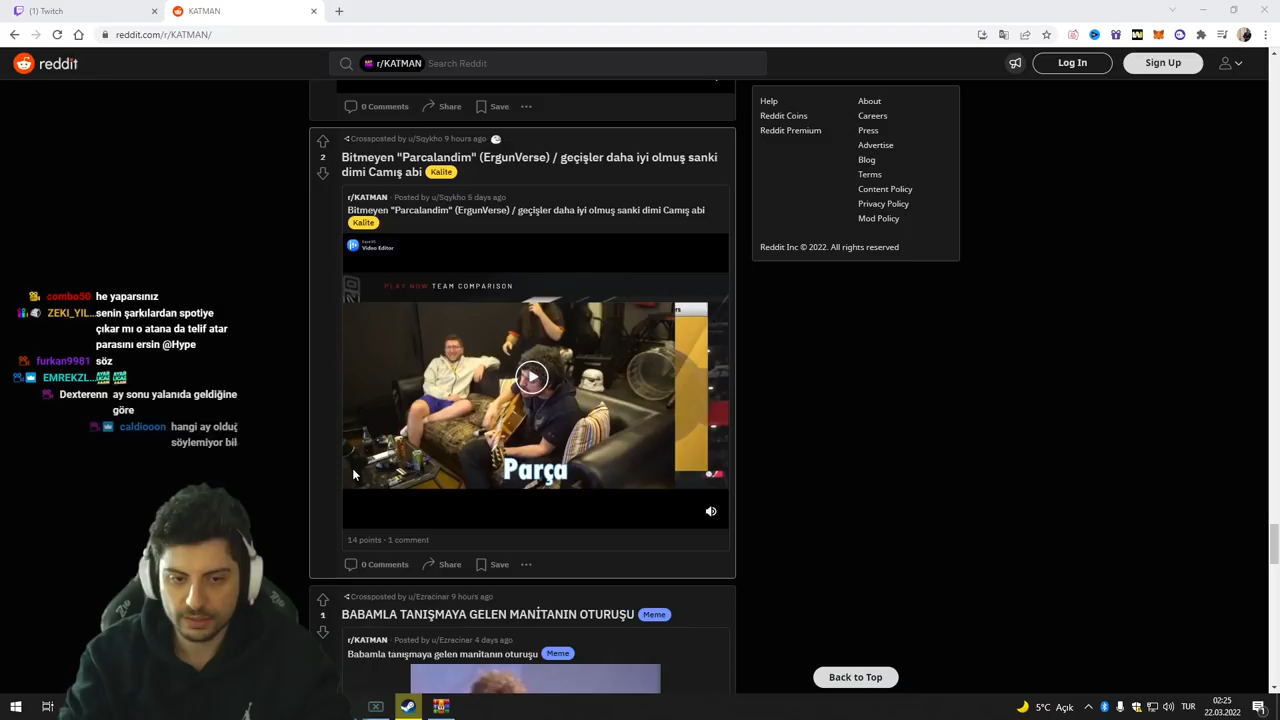 (1) Twitch
KATMAN
reddit.com/r/KATMAN/
reddit
r/KATMAN Search Reddit
Log In
Sign Up
0 Comments Share Save
Crossposted by u/Sqykho 9 hours ago
2
Bitmeyen "Parcalandim" (ErgunVerse) / geçişler daha iyi olmuş sanki
dimi Camış abi Kalite
r/KATMAN · Posted by u/Sqykho 5 days ago
Bitmeyen "Parcalandim" (ErgunVerse) / geçişler daha iyi olmuş sanki dimi Camış abi
Kalite
EaseUS
Video Editor
PLAY NOW TEAM COMPARISON
Parça
14 points · 1 comment
0 Comments Share Save
Crossposted by u/Ezracinar 9 hours ago
1
BABAMLA TANIŞMAYA GELEN MANİTANIN OTURUŞU Meme
r/KATMAN · Posted by u/Ezracinar 4 days ago
Babamla tanışmaya gelen manitanın oturuşu Meme
Help About
Reddit Coins Careers
Reddit Premium Press
Advertise
Blog
Terms
Content Policy
Privacy Policy
Mod Policy
Reddit Inc © 2022. All rights reserved
Back to Top
combo50 he yaparsınız
ZEKI_YIL... senin şarkılardan spotiye
çıkar mı o atana da telif atar
parasını ersin @Hype
furkan9981 söz
EMREKZL...
Dexterenn ay sonu yalanıda geldiğine
göre
caldiooon hangi ay olduğ
söylemiyor bil
5°C Açık
TUR
02:25
22.03.2022